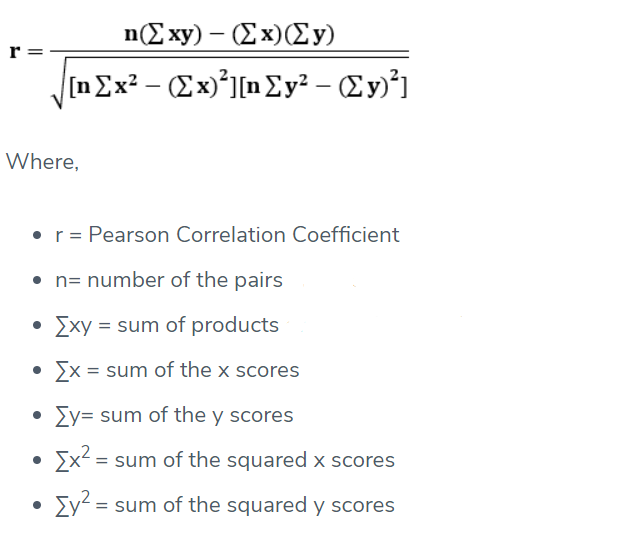 r = n(∑xy) − (∑x)(∑y) / √[n∑x² − (∑x)²][n∑y² − (∑y)²]
Where,
• r = Pearson Correlation Coefficient
• n= number of the pairs
• ∑xy = sum of products
• ∑x = sum of the x scores
• ∑y= sum of the y scores
• ∑x² = sum of the squared x scores
• ∑y² = sum of the squared y scores